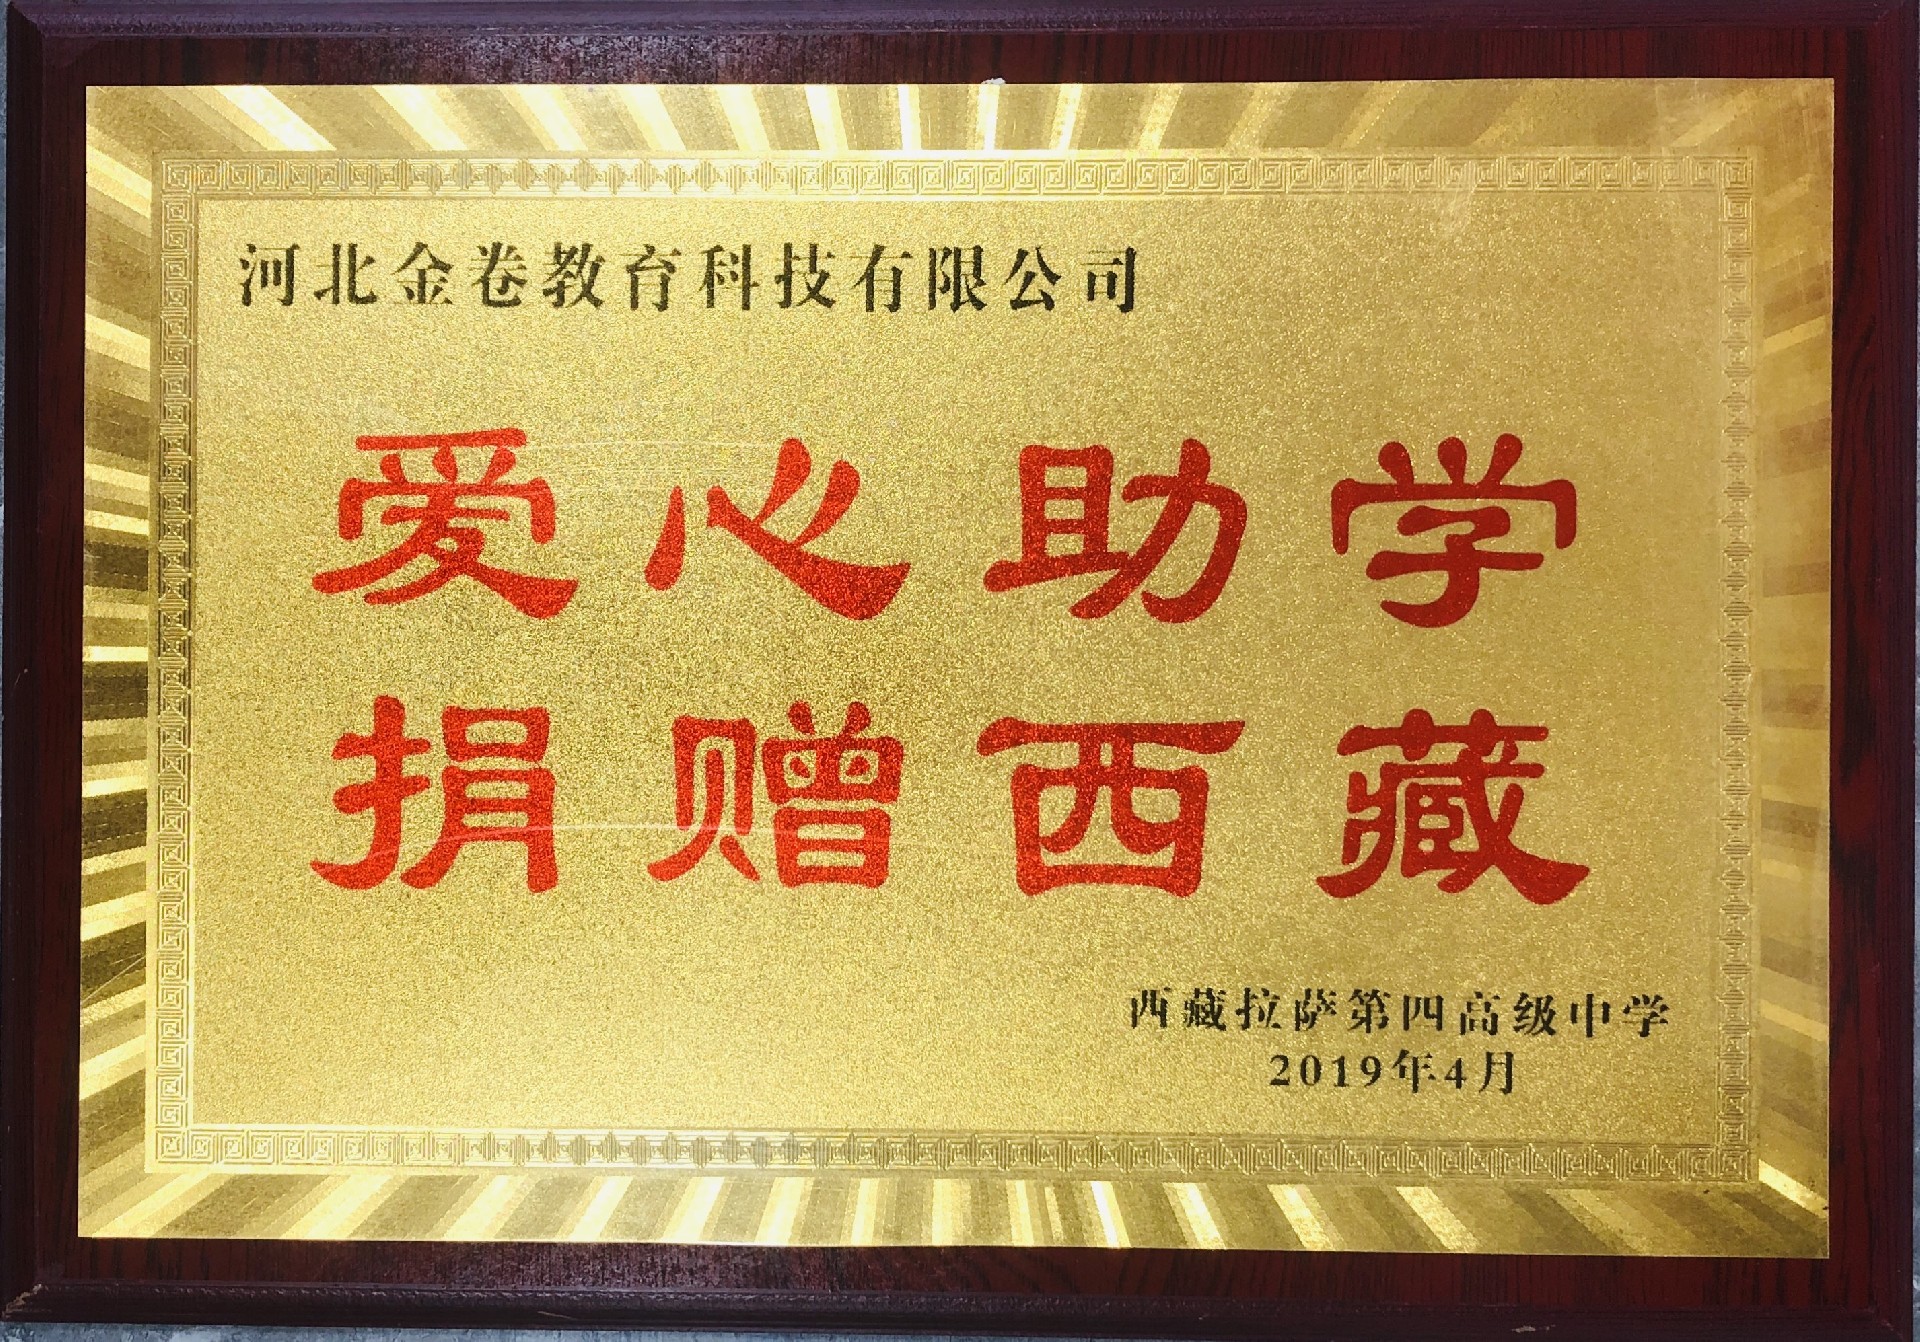 河北金卷教育科技有限公司
爱心助学
捐赠西藏
西藏拉萨第四高级中学
2019年4月